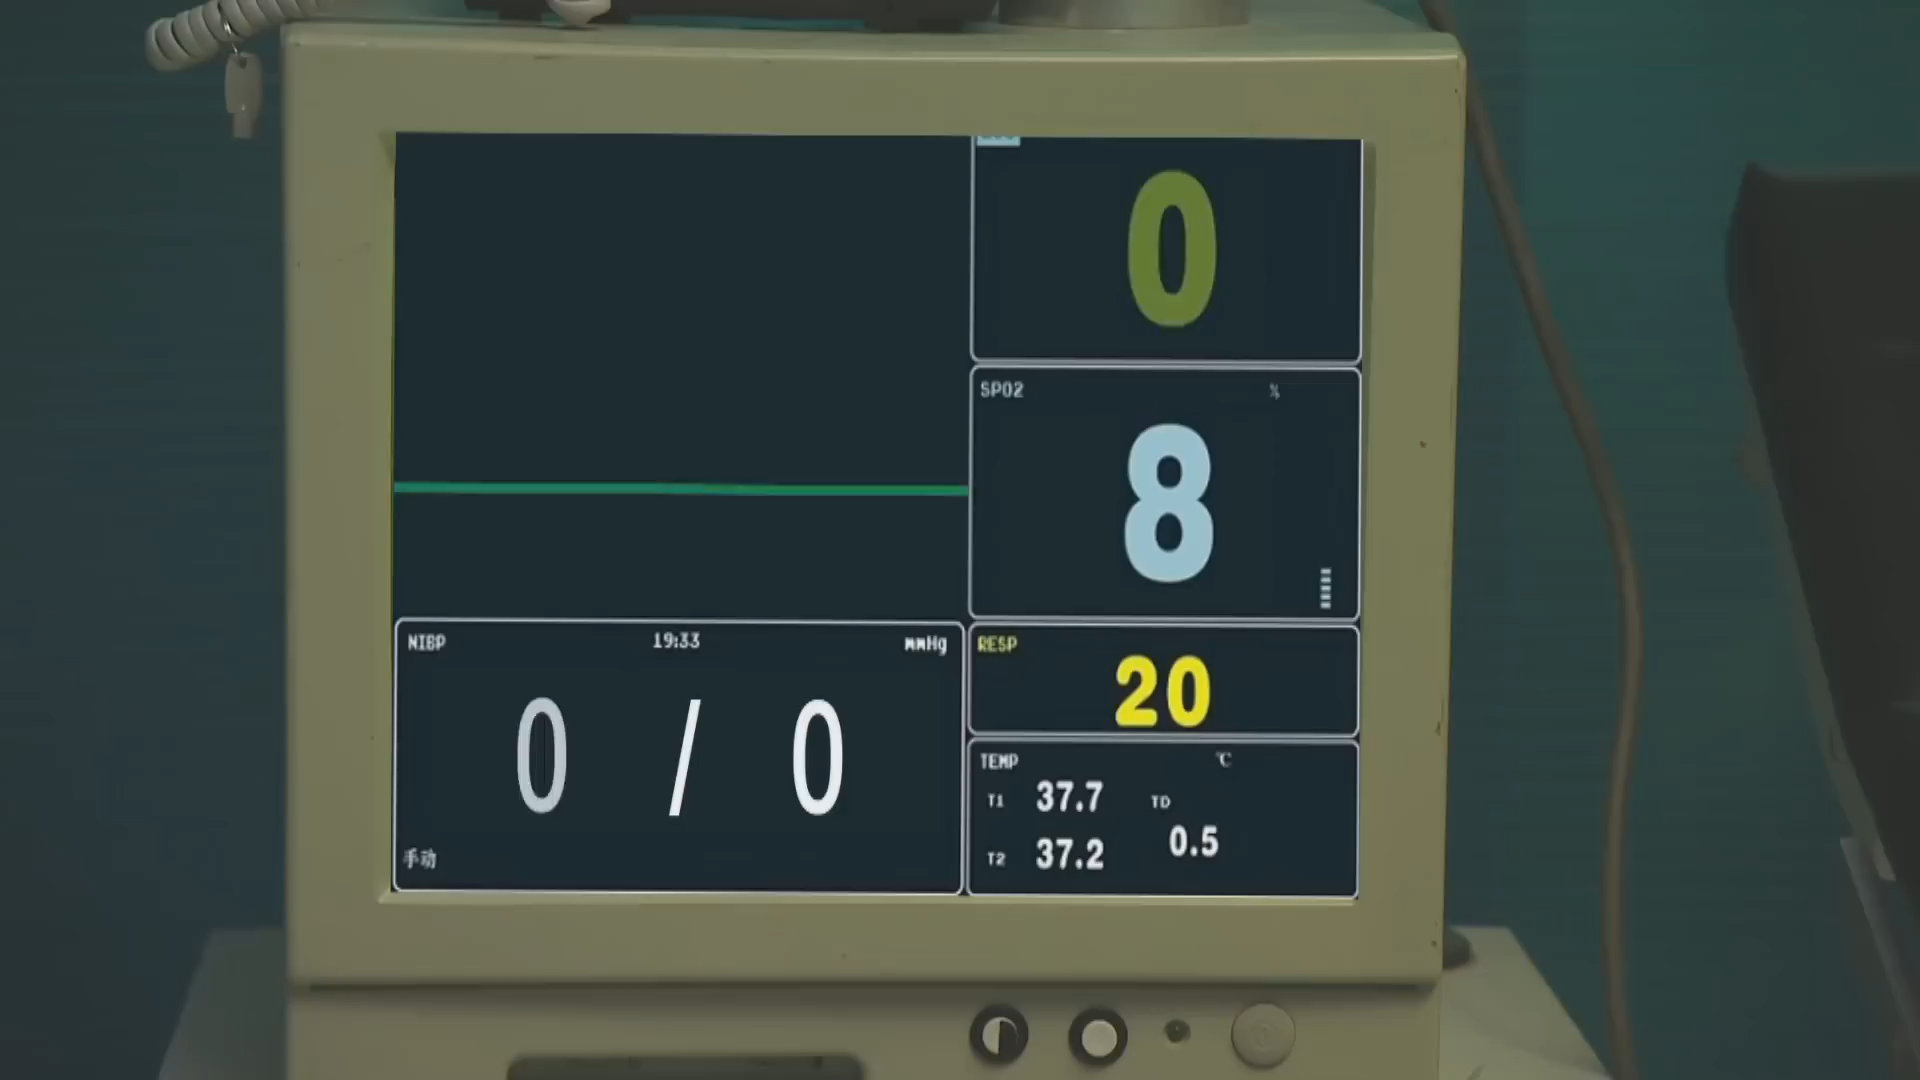 0
SPO2 %
8
NIBP 19:33 mmHg
0 / 0
手动
RESP
20
TEMP ℃
T1 37.7 TD
0.5
T2 37.2